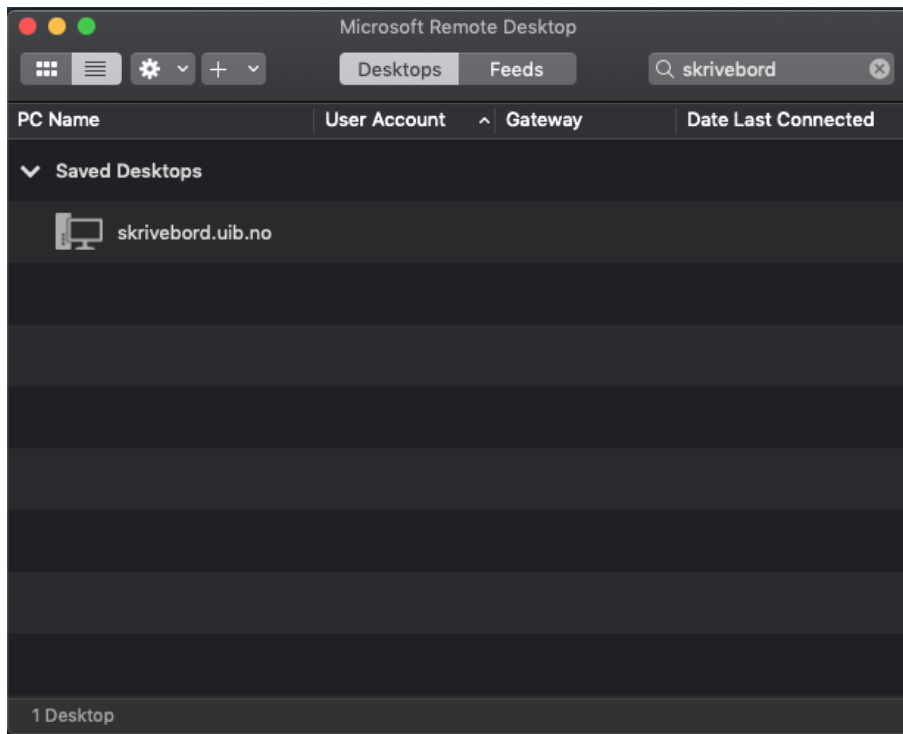 Microsoft Remote Desktop
Desktops Feeds skrivebord
PC Name User Account Gateway Date Last Connected
Saved Desktops
skrivebord.uib.no
1 Desktop